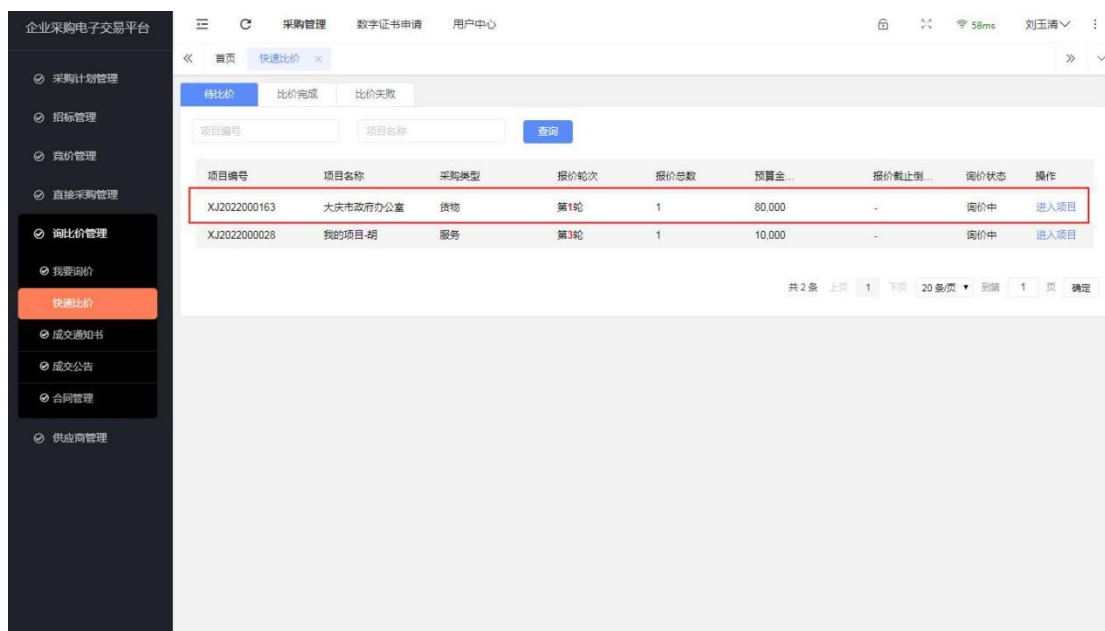 企业采购电子交易平台
采购管理 数字证书申请 用户中心 58ms 刘玉清
首页 快速比价 ×
采购计划管理
招标管理
竞价管理
直接采购管理
询比价管理
我要询价
快速比价
成交通知书
成交公告
合同管理
供应商管理
待比价 比价完成 比价失败
项目编号 项目名称 查询
项目编号 项目名称 采购类型 报价轮次 报价总数 预算金... 报价截止倒... 询价状态 操作
XJ2022000163 大庆市政府办公室 货物 第1轮 1 80,000 - 询价中 进入项目
XJ2022000028 我的项目-胡 服务 第3轮 1 10,000 - 询价中 进入项目
共2条 上页 1 下页 20条/页 到第 1 页 确定